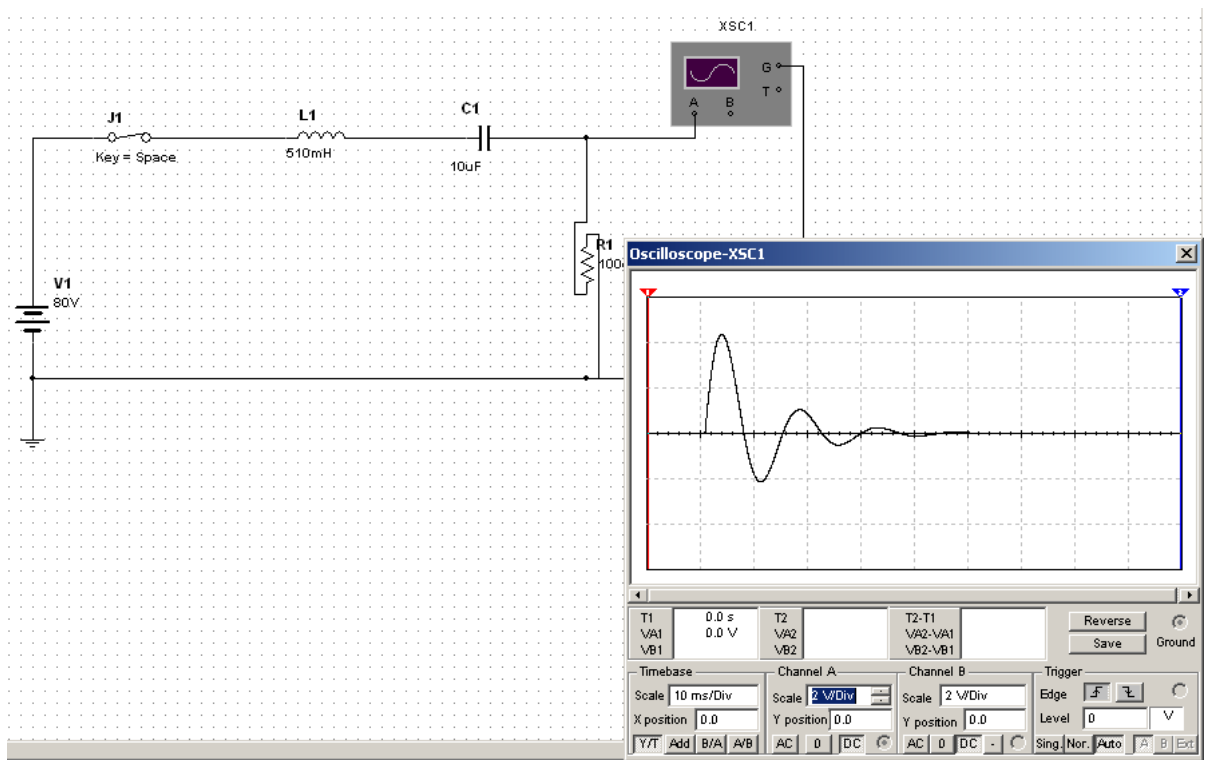 XSC1
G
T
A B
J1
Key = Space
L1
510mH
C1
10uF
R1
V1
80V
Oscilloscope-XSC1
T1 0.0 s
VA1 0.0 V
VB1
T2
VA2
VB2
T2-T1
VA2-VA1
VB2-VB1
Reverse
Save
Ground
Timebase
Scale 10 ms/Div
X position 0.0
Y/T Add B/A A/B
Channel A
Scale 2 V/Div
Y position 0.0
AC 0 DC
Channel B
Scale 2 V/Div
Y position 0.0
AC 0 DC -
Trigger
Edge
Level 0 V
Sing. Nor. Auto A B Ext